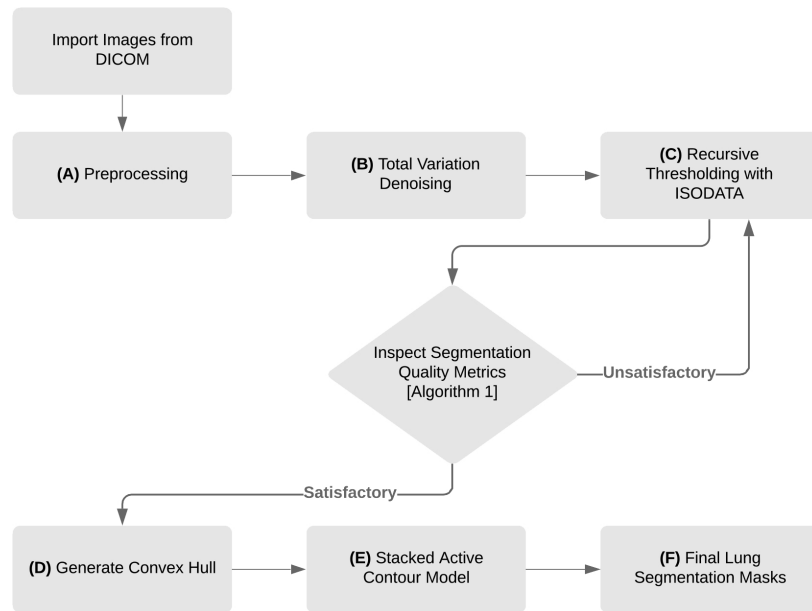 Import Images from
DICOM
(A) Preprocessing
(B) Total Variation
Denoising
(C) Recursive
Thresholding with
ISODATA
Inspect Segmentation
Quality Metrics
[Algorithm 1]
Unsatisfactory
Satisfactory
(D) Generate Convex Hull
(E) Stacked Active
Contour Model
(F) Final Lung
Segmentation Masks